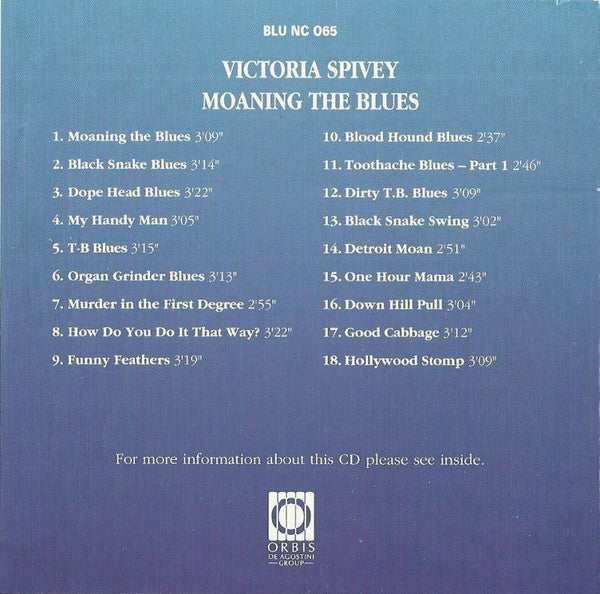 BLU NC 065
VICTORIA SPIVEY
MOANING THE BLUES
1. Moaning the Blues 3'09"
2. Black Snake Blues 3'14"
3. Dope Head Blues 3'22"
4. My Handy Man 3'05"
5. T-B Blues 3'15"
6. Organ Grinder Blues 3'13"
7. Murder in the First Degree 2'55"
8. How Do You Do It That Way? 3'22"
9. Funny Feathers 3'19"
10. Blood Hound Blues 2'37"
11. Toothache Blues – Part 1 2'46"
12. Dirty T.B. Blues 3'09"
13. Black Snake Swing 3'02"
14. Detroit Moan 2'51"
15. One Hour Mama 2'43"
16. Down Hill Pull 3'04"
17. Good Cabbage 3'12"
18. Hollywood Stomp 3'09"
For more information about this CD please see inside.
ORBIS
DE AGOSTINI
GROUP